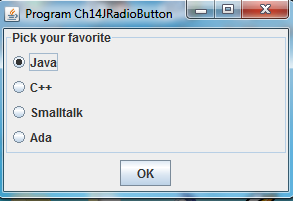 Program Ch14JRadioButton
Pick your favorite
Java
C++
Smalltalk
Ada
OK